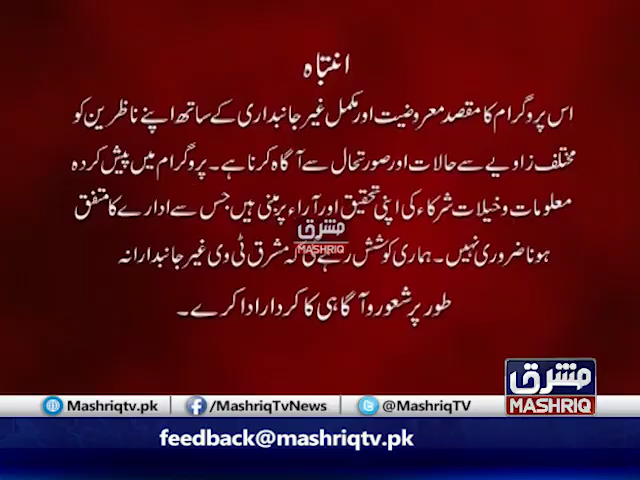 انتباہ
اس پروگرام کا مقصد معروضیت اور مکمل غیر جانبداری کے ساتھ اپنے ناظرین کو
مختلف زاویے سے حالات اور صورتحال سے آگاہ کرنا ہے۔ پروگرام میں پیش کردہ
معلومات و خیالات شرکاء کی اپنی تحقیق اور آراء پر مبنی ہیں جس سے ادارے کا متفق
ہونا ضروری نہیں۔ ہماری کوشش رہے گی کہ مشرق ٹی وی غیر جانبدارانہ
طور پر شعور و آگاہی کا کردار ادا کرے۔
مشرق
MASHRIQ
مشرق
MASHRIQ
Mashriqtv.pk /MashriqTvNews @MashriqTV
feedback@mashriqtv.pk